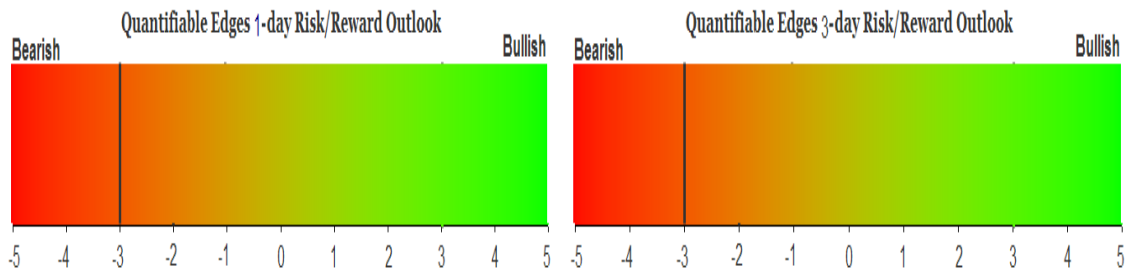 Quantifiable Edges 1-day Risk/Reward Outlook
Bearish Bullish
-5 -4 -3 -2 -1 0 1 2 3 4 5
Quantifiable Edges 3-day Risk/Reward Outlook
Bearish Bullish
-5 -4 -3 -2 -1 0 1 2 3 4 5